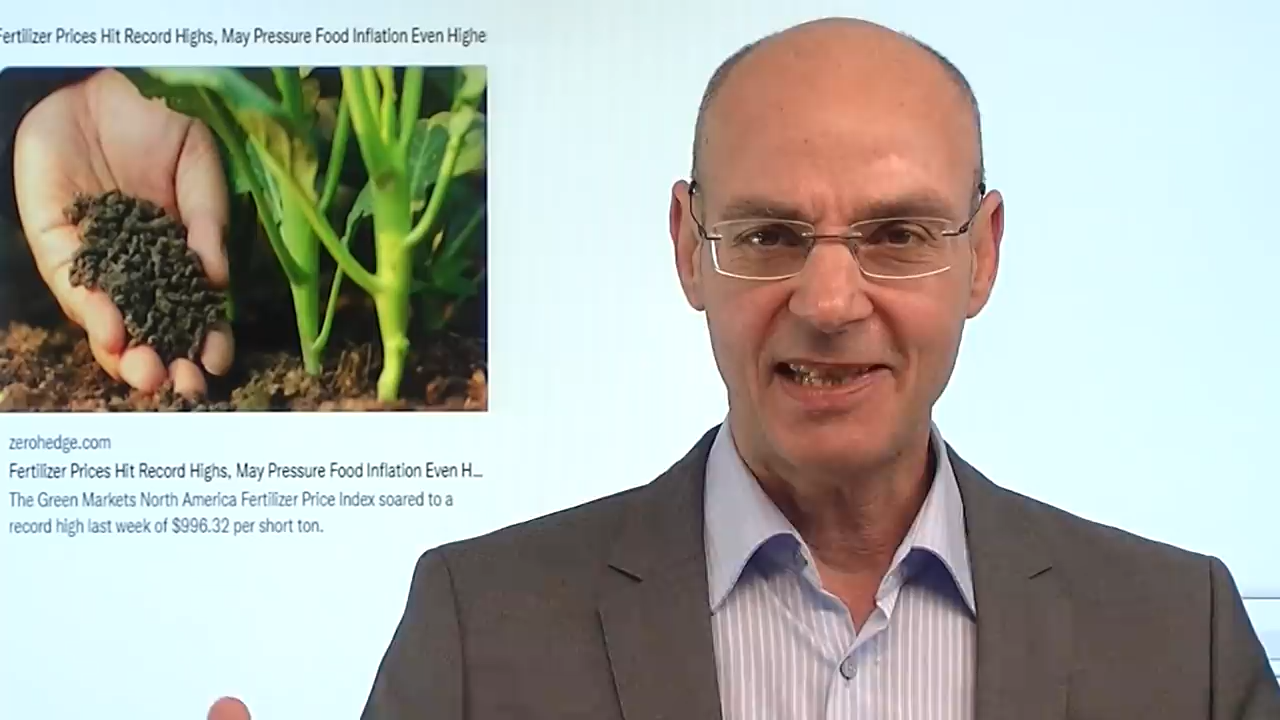 Fertilizer Prices Hit Record Highs, May Pressure Food Inflation Even Highe
zerohedge.com
Fertilizer Prices Hit Record Highs, May Pressure Food Inflation Even H...
The Green Markets North America Fertilizer Price Index soared to a
record high last week of $996.32 per short ton.